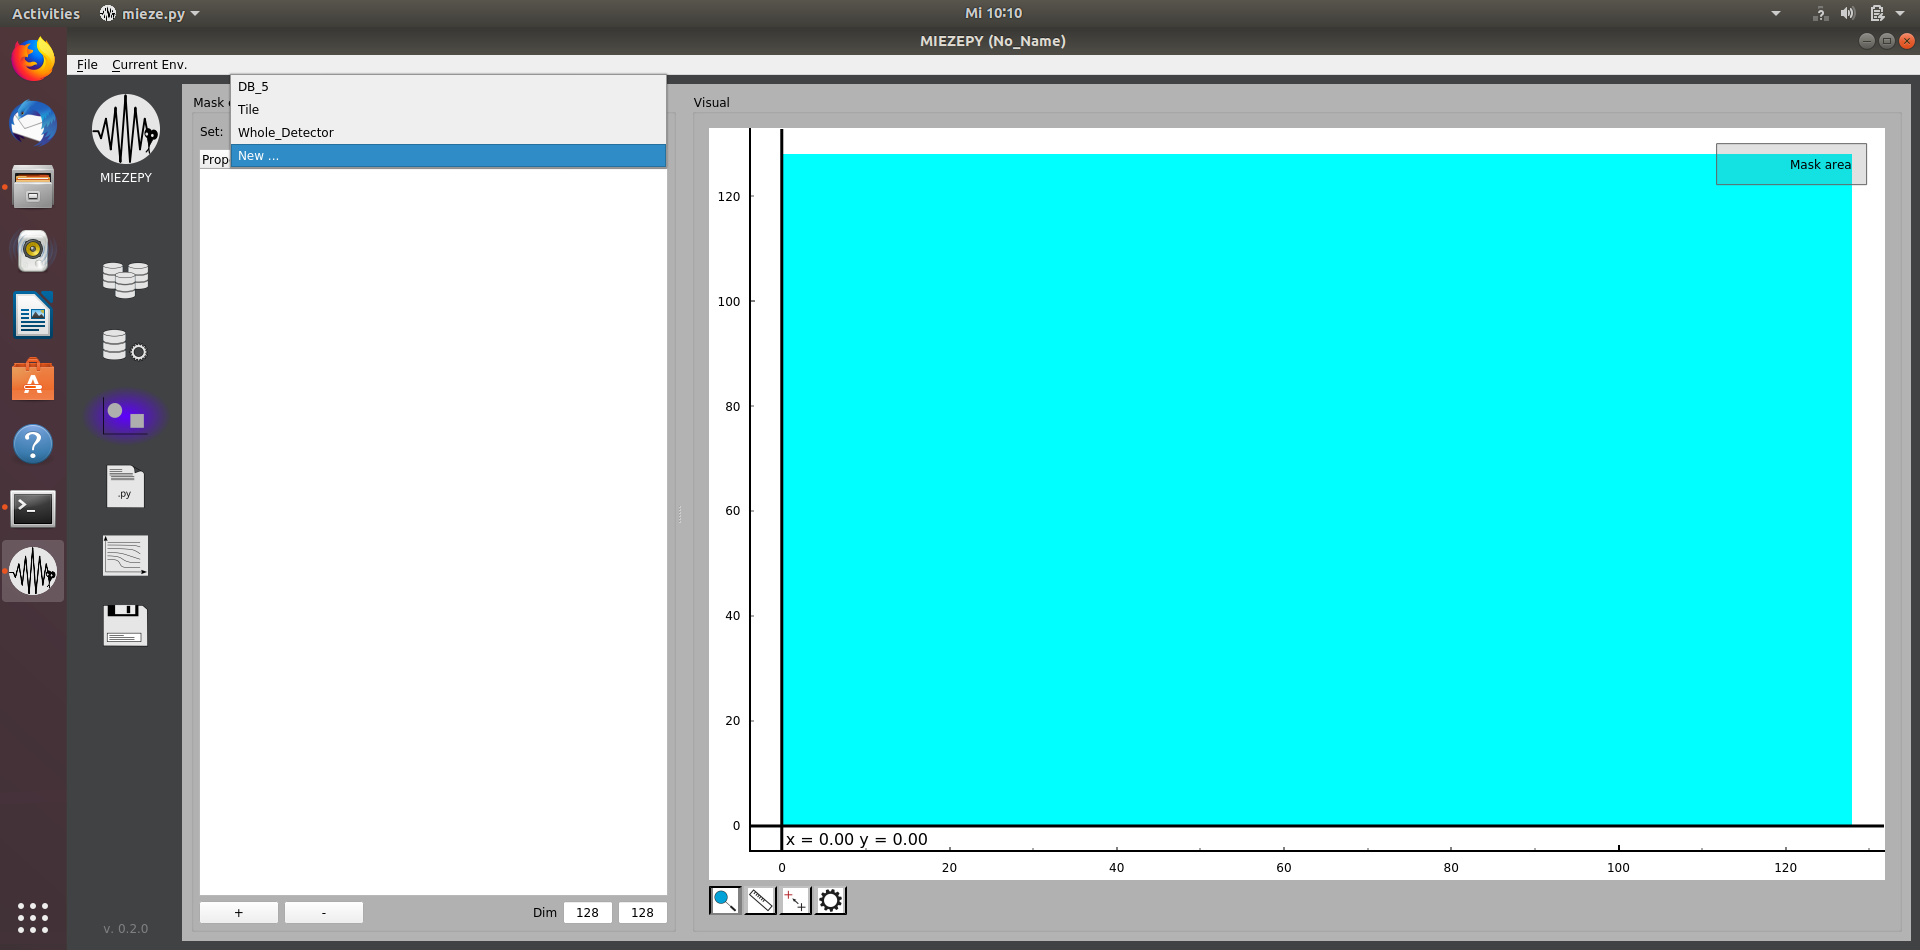 Activities mieze.py Mi 10:10
MIEZEPY (No_Name)
File Current Env.
MIEZEPY
Mask
Set:
Prop
DB_5
Tile
Whole_Detector
New ...
Visual
Mask area
120
100
80
60
40
20
0
x = 0.00 y = 0.00
0 20 40 60 80 100 120
.py
+ - Dim 128 128
v. 0.2.0